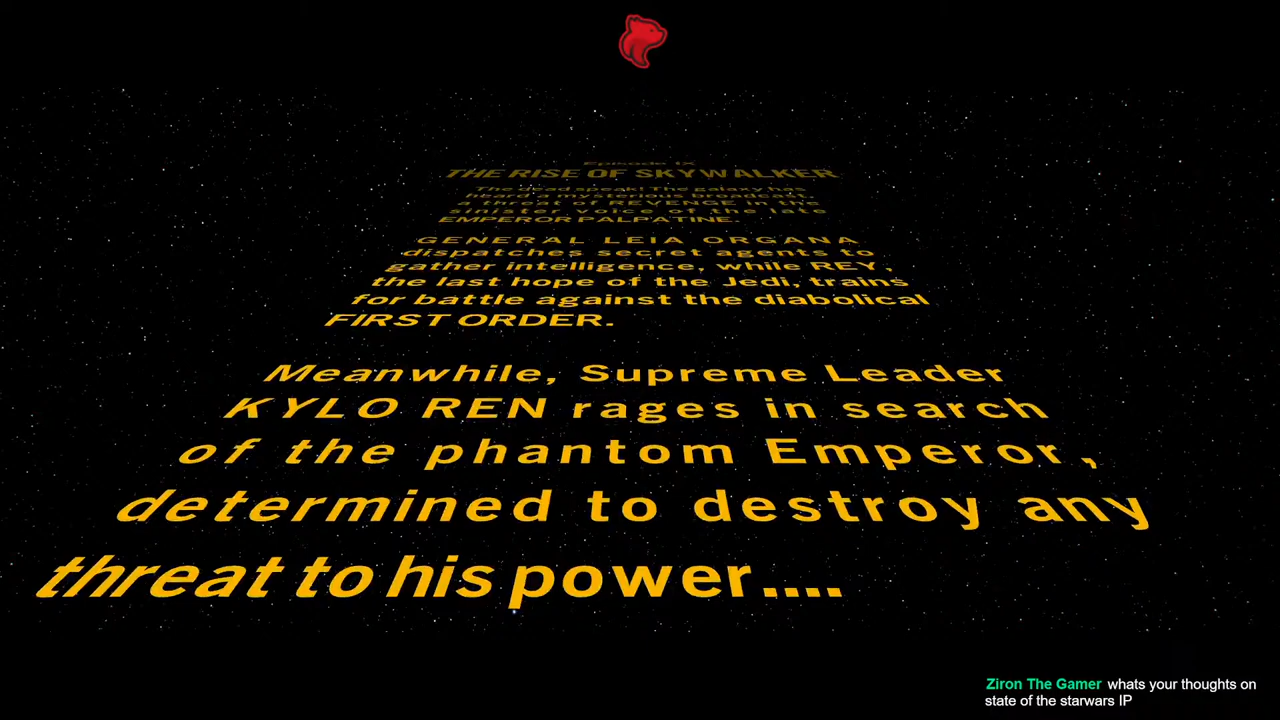 Episode IX
THE RISE OF SKYWALKER
The dead speak! The galaxy has
heard a mysterious broadcast,
a threat of REVENGE in the
sinister voice of the late
EMPEROR PALPATINE.
GENERAL LEIA ORGANA
dispatches secret agents to
gather intelligence, while REY,
the last hope of the Jedi, trains
for battle against the diabolical
FIRST ORDER.
Meanwhile, Supreme Leader
KYLO REN rages in search
of the phantom Emperor,
determined to destroy any
threat to his power....
Ziron The Gamer whats your thoughts on
state of the starwars IP